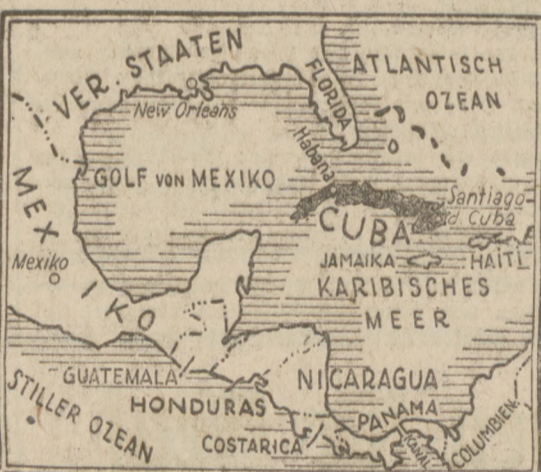 VER. STAATEN
FLORIDA
ATLANTISCH
OZEAN
New Orleans
Habana
MEXIKO
GOLF VON MEXIKO
Santiago
d. Cuba
CUBA
Mexiko
JAMAIKA
HAITI
KARIBISCHES
MEER
GUATEMALA
NICARAGUA
STILLER OZEAN
HONDURAS
PANAMA
COSTARICA
KANAL
COLUMBIEN